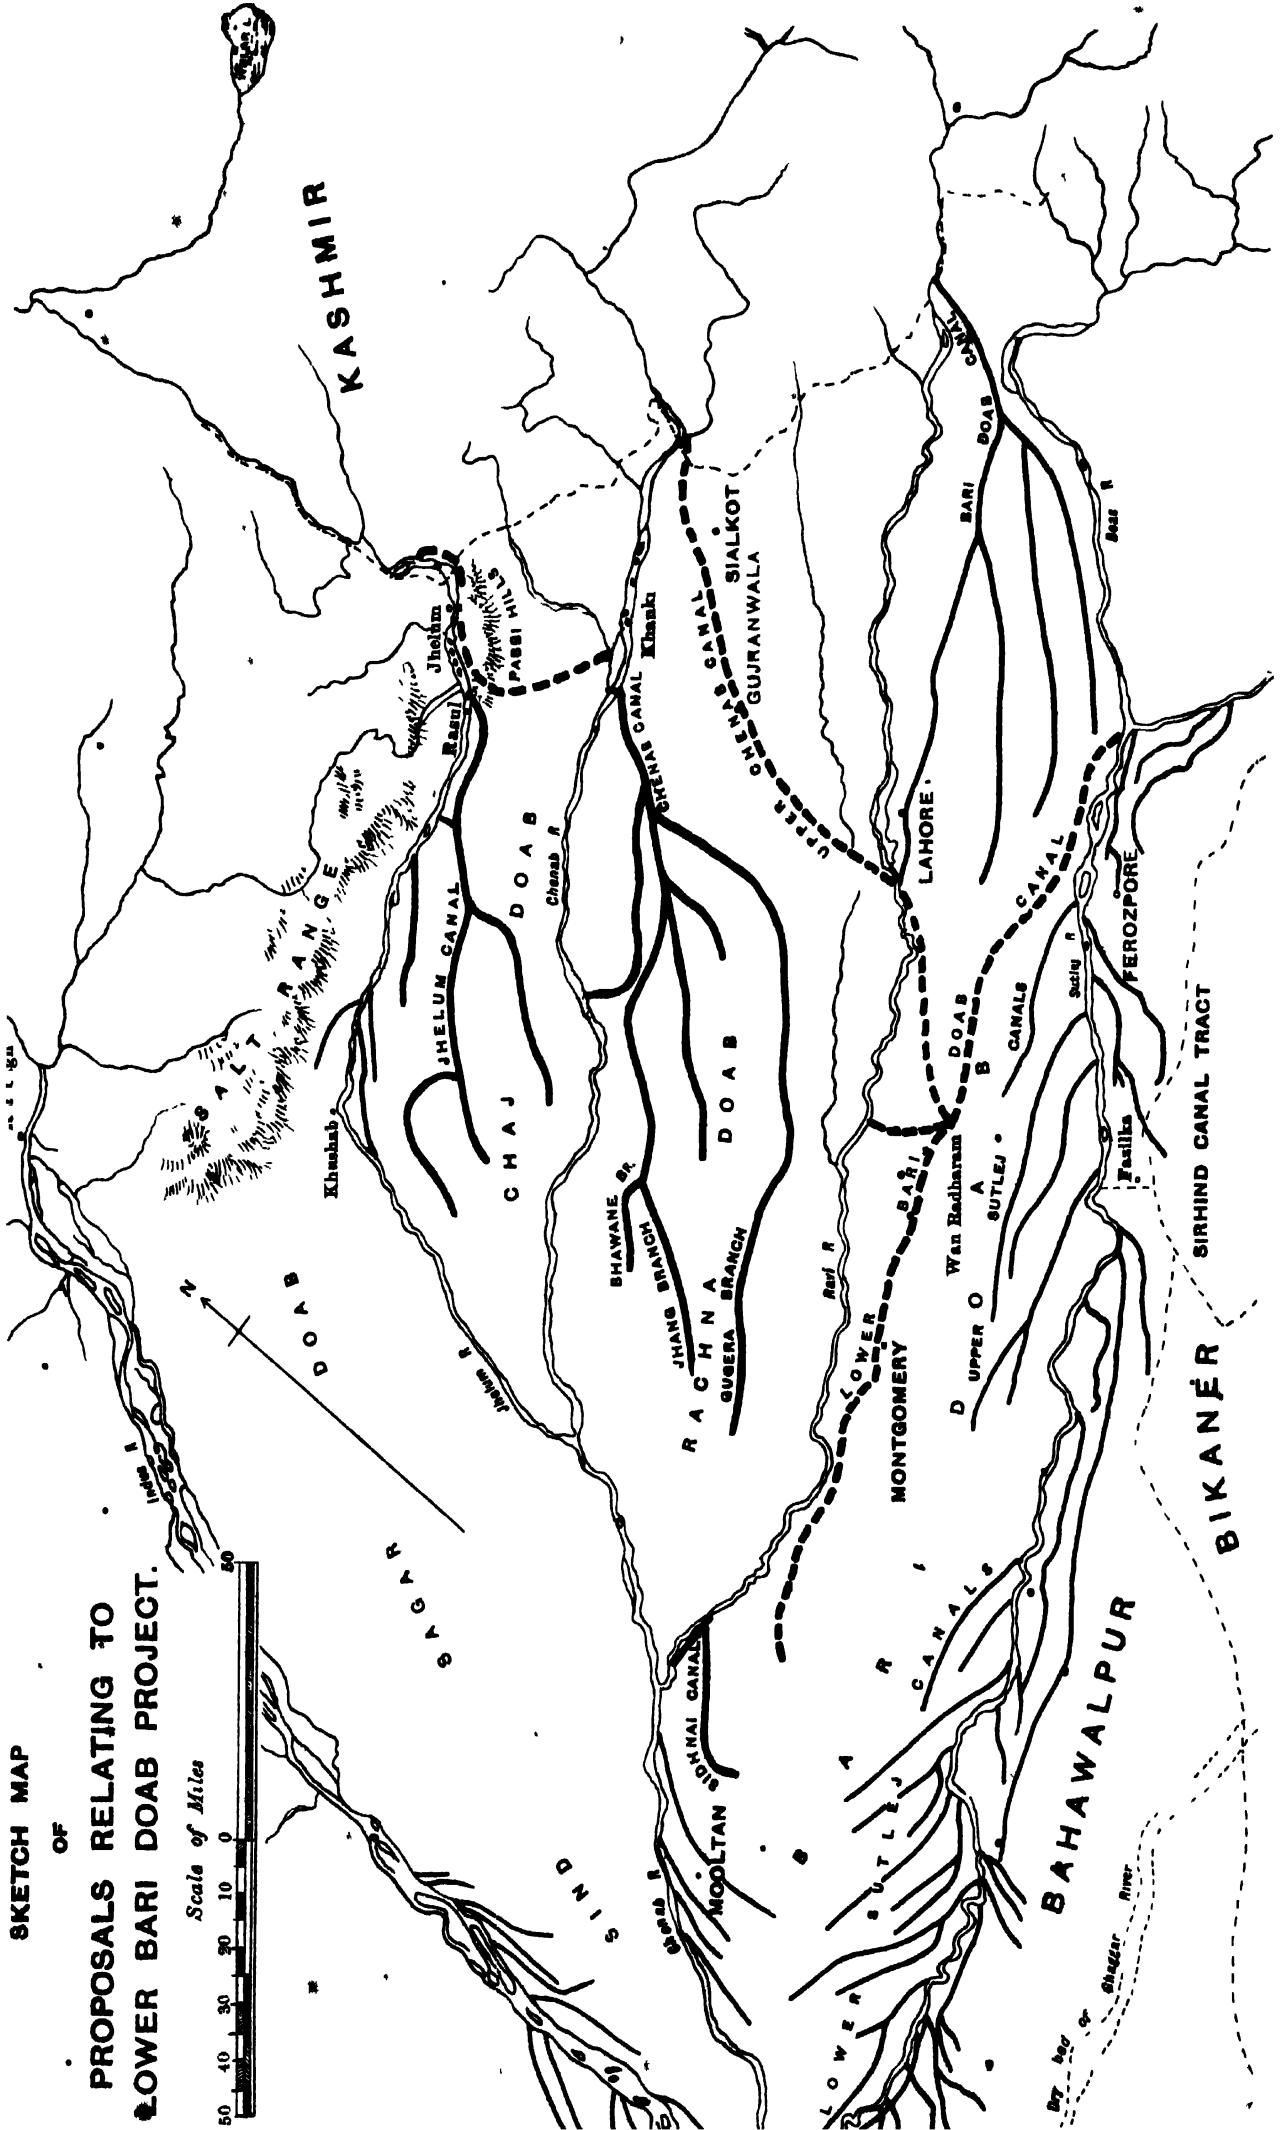 SKETCH MAP
OF
PROPOSALS RELATING TO
LOWER BARI DOAB PROJECT.
Scale of Miles
50 40 30 20 10 0 50
KASHMIR
Indus R
N
SALT RANGE
SIND SAGAR DOAB
Jhelum
PABBI HILLS
Rasul
Khushab
JHELUM CANAL
Jhelum R
CHAJ DOAB
Chenab R
Khanki
CHENAB CANAL
UPPER CHENAB CANAL
SIALKOT
GUJRANWALA
RACHNA DOAB
BHAWANE BR.
JHANG BRANCH
GUGERA BRANCH
Ravi R
LAHORE
BARI DOAB CANAL
Beas R
CANAL
LOWER BARI DOAB
Wan Radharam
MONTGOMERY
BARI DOAB
UPPER SUTLEJ CANALS
Sutlej R
FEROZPORE
Fazilka
SIRHIND CANAL TRACT
BIKANER
SIDHNAI CANAL
MOOLTAN
Chenab R
LOWER SUTLEJ CANALS
BAHAWALPUR
Dry bed of Ghaggar River